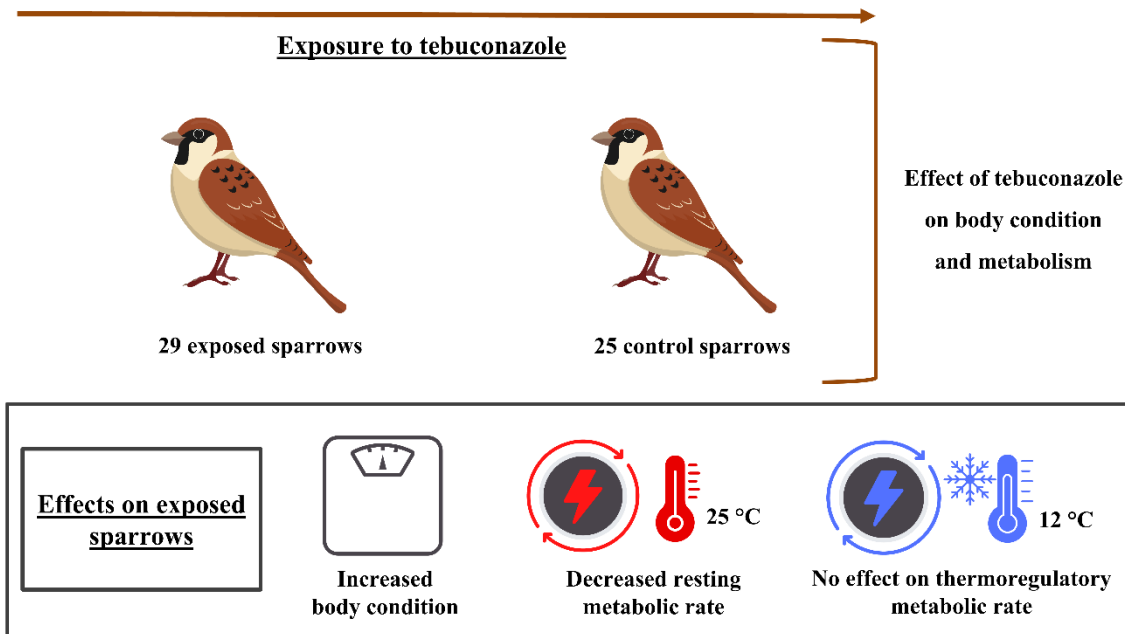 Exposure to tebuconazole
29 exposed sparrows
25 control sparrows
Effect of tebuconazole
on body condition
and metabolism
Effects on exposed
sparrows
Increased
body condition
25 °C
Decreased resting
metabolic rate
12 °C
No effect on thermoregulatory
metabolic rate